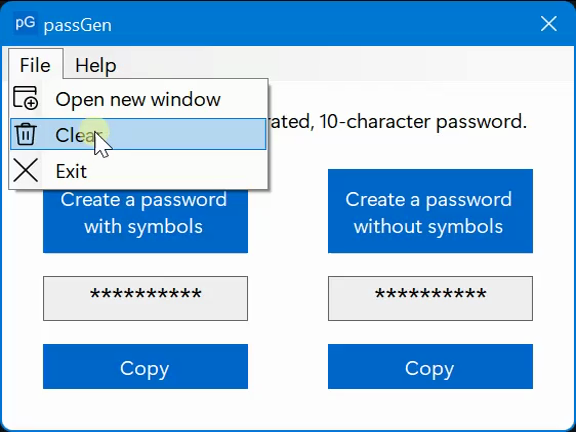 pG passGen
File Help
Open new window
Clear
Exit
10-character password.
Create a password
with symbols
Create a password
without symbols
**********
**********
Copy
Copy